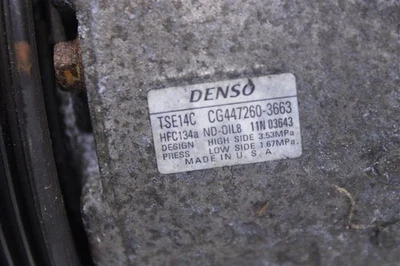 DENSO
TSE14C CG447260-3663
HFC134a ND-OIL8 11N 03643
DESIGN HIGH SIDE 3.53MPa
PRESS LOW SIDE 1.67MPa.
MADE IN U.S.A.